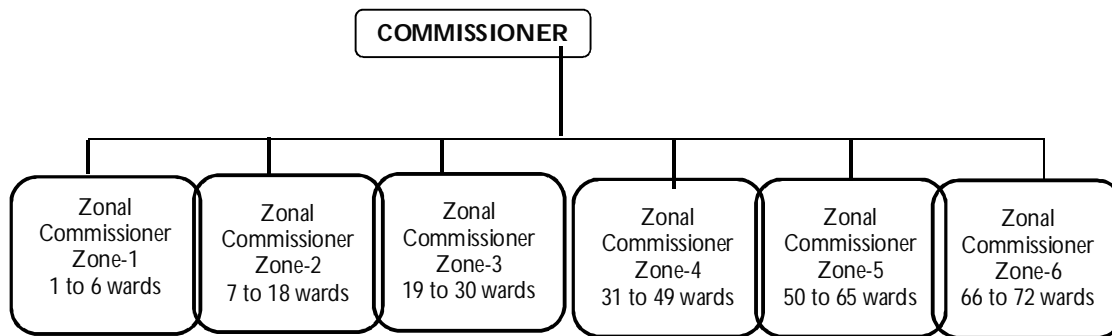 COMMISSIONER
Zonal
Commissioner
Zone-1
1 to 6 wards
Zonal
Commissioner
Zone-2
7 to 18 wards
Zonal
Commissioner
Zone-3
19 to 30 wards
Zonal
Commissioner
Zone-4
31 to 49 wards
Zonal
Commissioner
Zone-5
50 to 65 wards
Zonal
Commissioner
Zone-6
66 to 72 wards